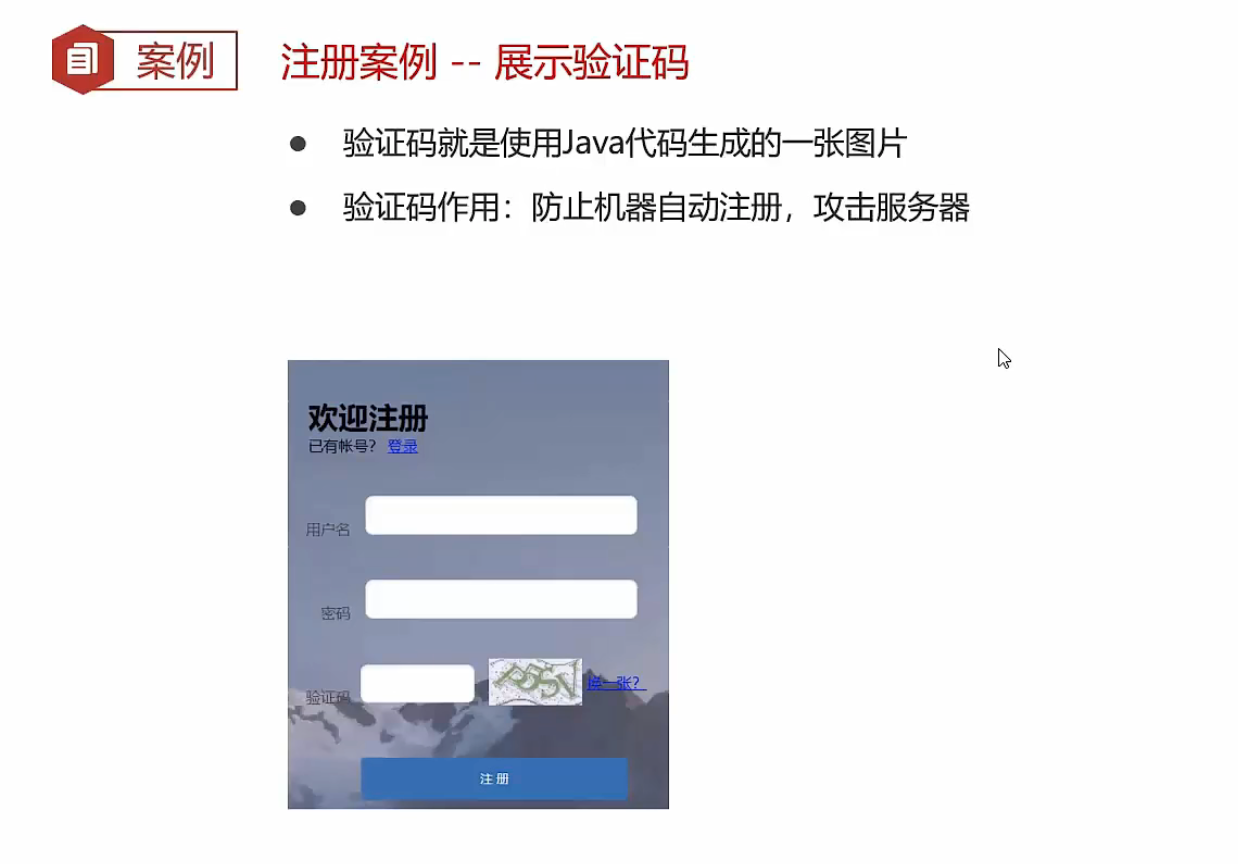 案例
注册案例 -- 展示验证码
● 验证码就是使用Java代码生成的一张图片
● 验证码作用：防止机器自动注册，攻击服务器
欢迎注册
已有帐号？ 登录
用户名
密码
验证码
换一张？
注册